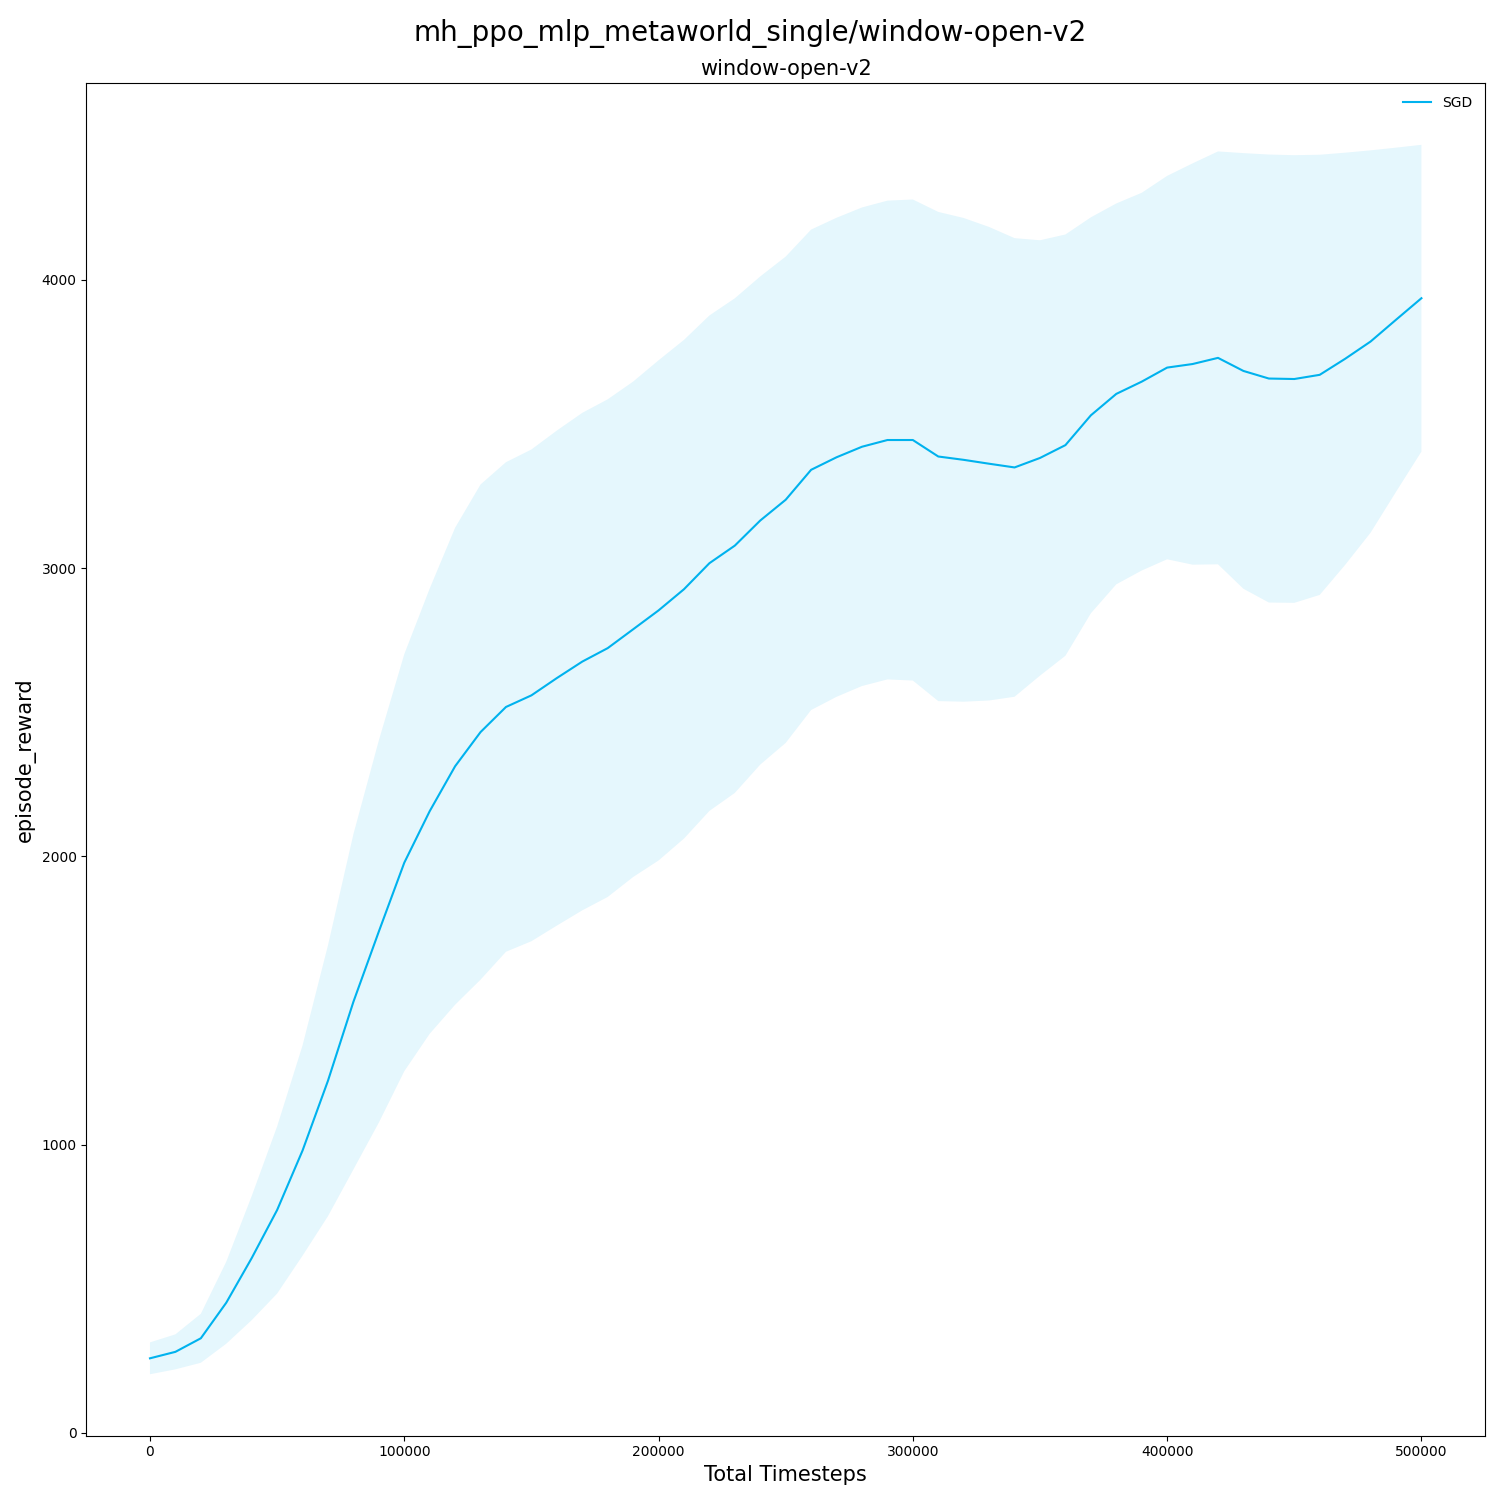 mh_ppo_mlp_metaworld_single/window-open-v2
window-open-v2
SGD
episode_reward
4000
3000
2000
1000
0
0 100000 200000 300000 400000 500000
Total Timesteps